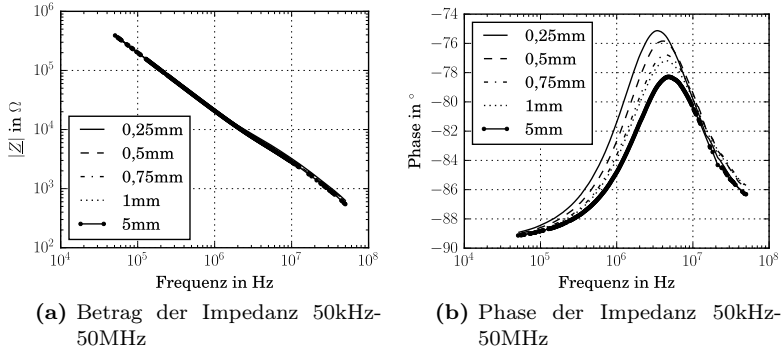 10^6
10^5
10^4
10^3
10^2
|Z| in Ω
0,25mm
0,5mm
0,75mm
1mm
5mm
10^4 10^5 10^6 10^7 10^8
Frequenz in Hz
(a) Betrag der Impedanz 50kHz-
50MHz
−74
−76
−78
−80
−82
−84
−86
−88
−90
Phase in °
0,25mm
0,5mm
0,75mm
1mm
5mm
10^4 10^5 10^6 10^7 10^8
Frequenz in Hz
(b) Phase der Impedanz 50kHz-
50MHz